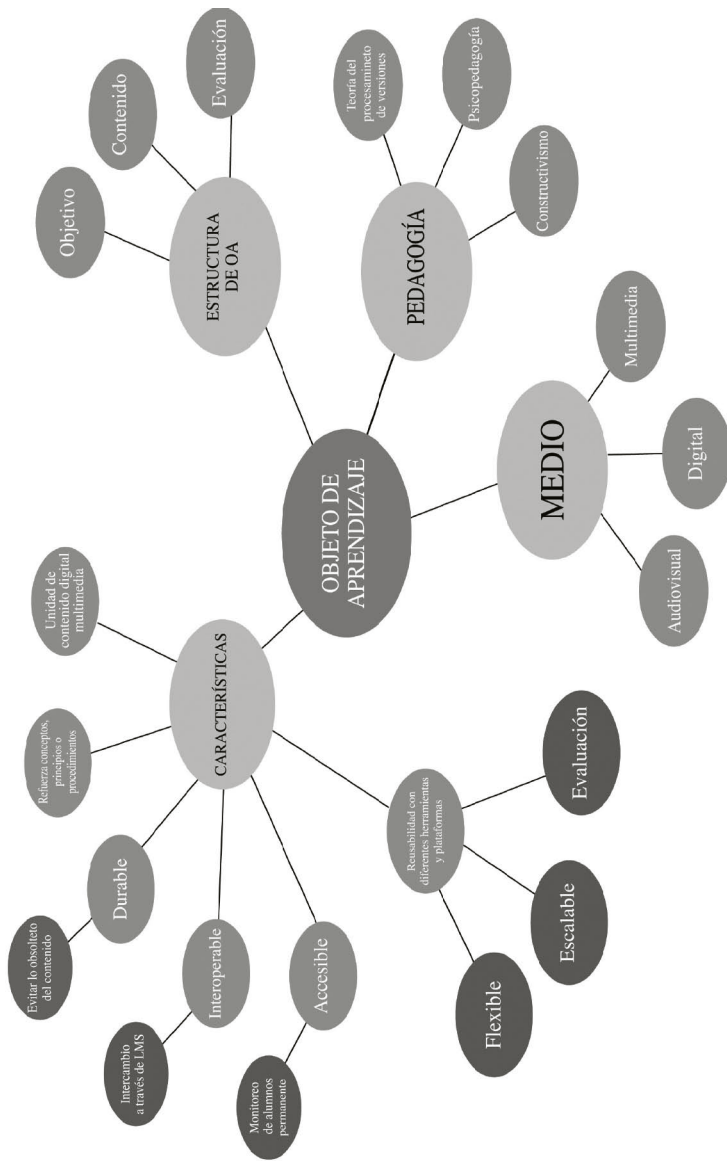 OBJETO DE
APRENDIZAJE
CARACTERÍSTICAS
Unidad de
contenido digital
multimedia
Refuerza conceptos,
principios o
procedimientos
Durable
Evitar lo obsolteto
del contenido
Interoperable
Intercambio
a través de LMS
Accesible
Monitoreo
de alumnos
permanente
Reusabilidad con
diferentes herramientas
y plataformas
Flexible
Escalable
Evaluación
ESTRUCTURA
DE OA
Objetivo
Contenido
Evaluación
PEDAGOGÍA
Teoría del
procesamineto
de versiones
Psicopedagogía
Constructivismo
MEDIO
Multimedia
Digital
Audiovisual